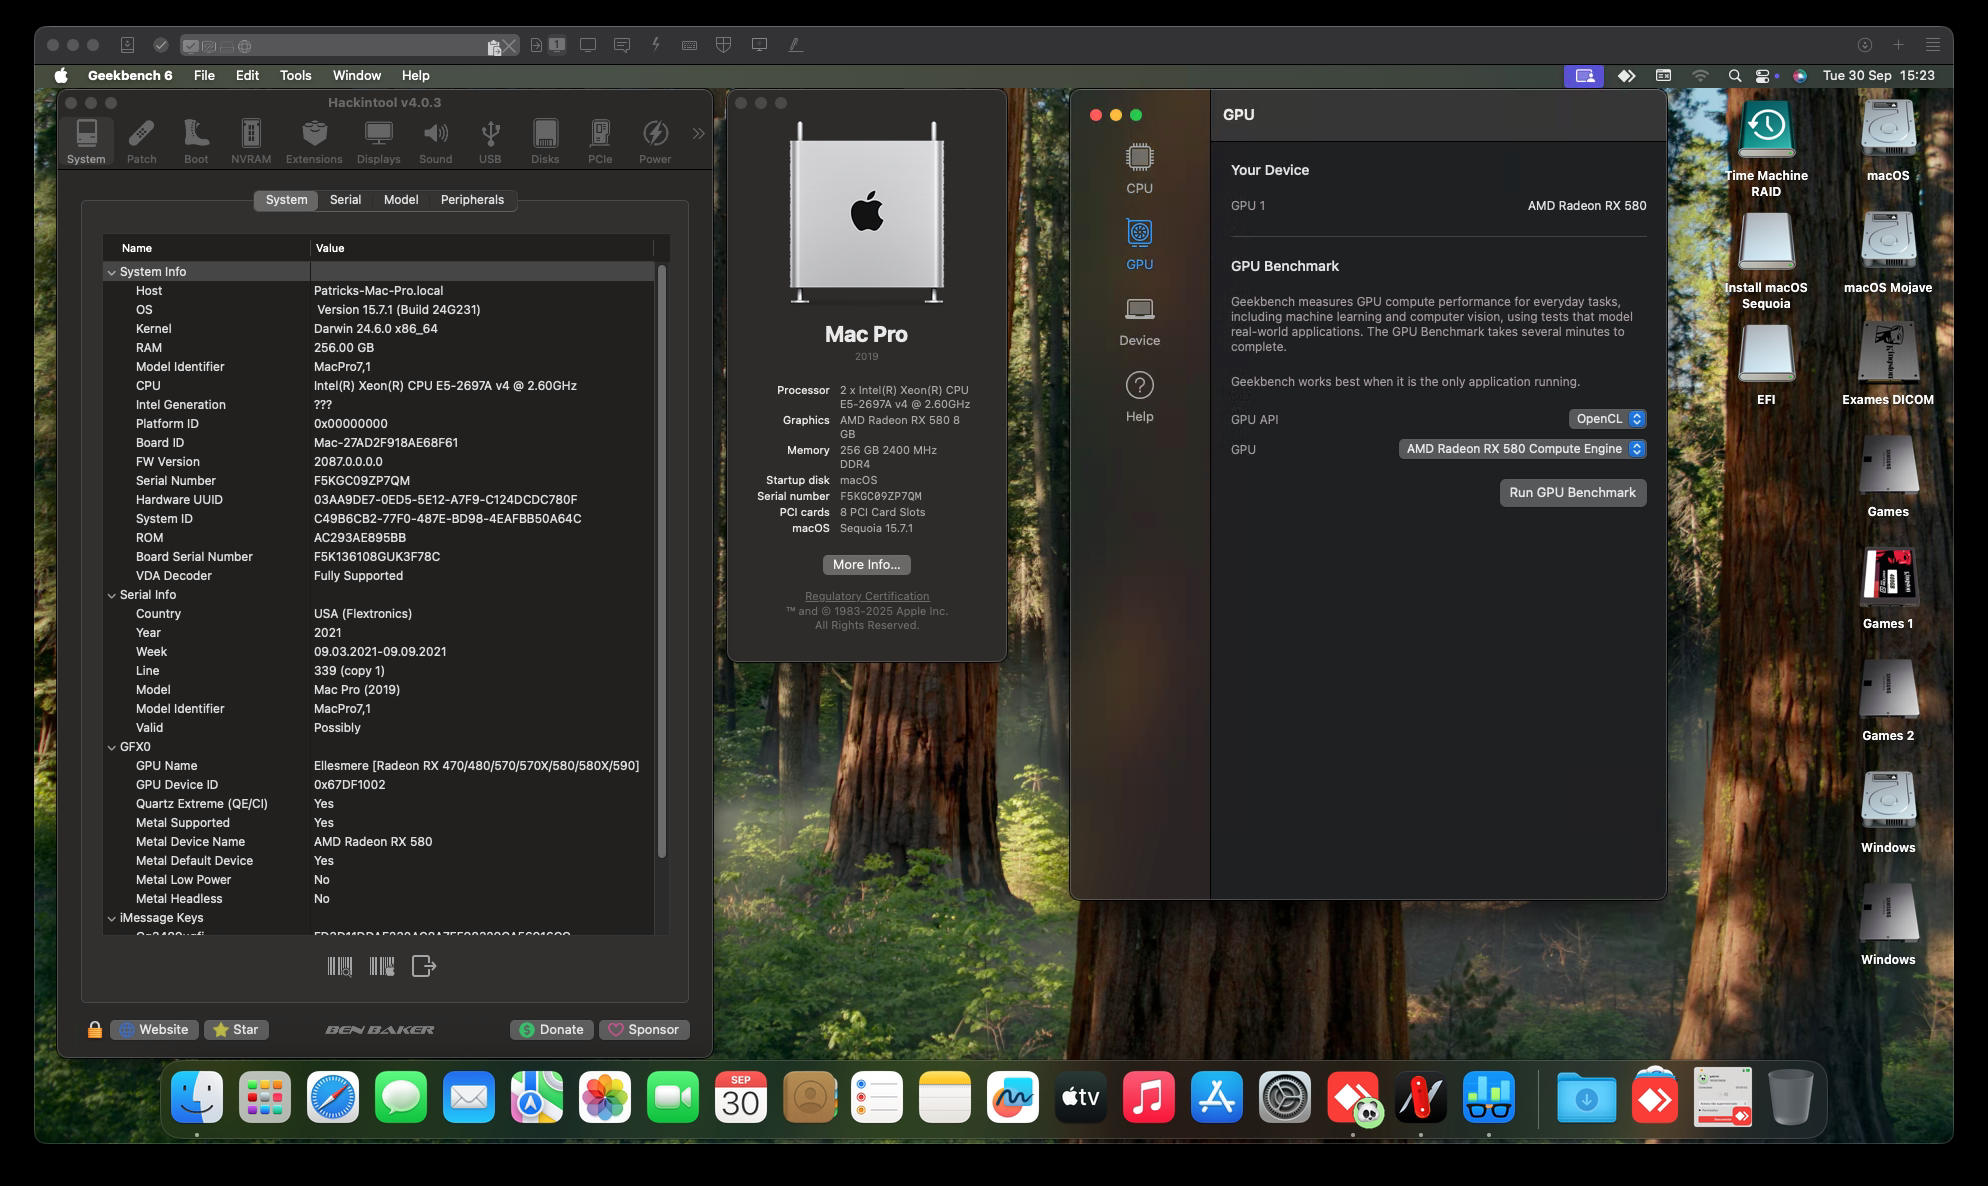 1
Geekbench 6 File Edit Tools Window Help
Tue 30 Sep 15:23
Hackintool v4.0.3
System Patch Boot NVRAM Extensions Displays Sound USB Disks PCIe Power
System Serial Model Peripherals
Name Value
System Info
Host Patricks-Mac-Pro.local
OS Version 15.7.1 (Build 24G231)
Kernel Darwin 24.6.0 x86_64
RAM 256.00 GB
Model Identifier MacPro7,1
CPU Intel(R) Xeon(R) CPU E5-2697A v4 @ 2.60GHz
Intel Generation ???
Platform ID 0x00000000
Board ID Mac-27AD2F918AE68F61
FW Version 2087.0.0.0.0
Serial Number F5KGC09ZP7QM
Hardware UUID 03AA9DE7-0ED5-5E12-A7F9-C124DCDC780F
System ID C49B6CB2-77F0-487E-BD98-4EAFBB50A64C
ROM AC293AE895BB
Board Serial Number F5K136108GUK3F78C
VDA Decoder Fully Supported
Serial Info
Country USA (Flextronics)
Year 2021
Week 09.03.2021-09.09.2021
Line 339 (copy 1)
Model Mac Pro (2019)
Model Identifier MacPro7,1
Valid Possibly
GFX0
GPU Name Ellesmere [Radeon RX 470/480/570/570X/580/580X/590]
GPU Device ID 0x67DF1002
Quartz Extreme (QE/CI) Yes
Metal Supported Yes
Metal Device Name AMD Radeon RX 580
Metal Default Device Yes
Metal Low Power No
Metal Headless No
iMessage Keys
Website Star BEN BAKER Donate Sponsor
Mac Pro
2019
Processor 2 x Intel(R) Xeon(R) CPU
E5-2697A v4 @ 2.60GHz
Graphics AMD Radeon RX 580 8
GB
Memory 256 GB 2400 MHz
DDR4
Startup disk macOS
Serial number F5KGC09ZP7QM
PCI cards 8 PCI Card Slots
macOS Sequoia 15.7.1
More Info...
Regulatory Certification
™ and © 1983-2025 Apple Inc.
All Rights Reserved.
CPU
GPU
Device
Help
GPU
Your Device
GPU 1 AMD Radeon RX 580
GPU Benchmark
Geekbench measures GPU compute performance for everyday tasks,
including machine learning and computer vision, using tests that model
real-world applications. The GPU Benchmark takes several minutes to
complete.
Geekbench works best when it is the only application running.
GPU API OpenCL
GPU AMD Radeon RX 580 Compute Engine
Run GPU Benchmark
Time Machine
RAID
macOS
Install macOS
Sequoia
macOS Mojave
EFI
Exames DICOM
Games
Games 1
Games 2
Windows
Windows
SEP
30
tv